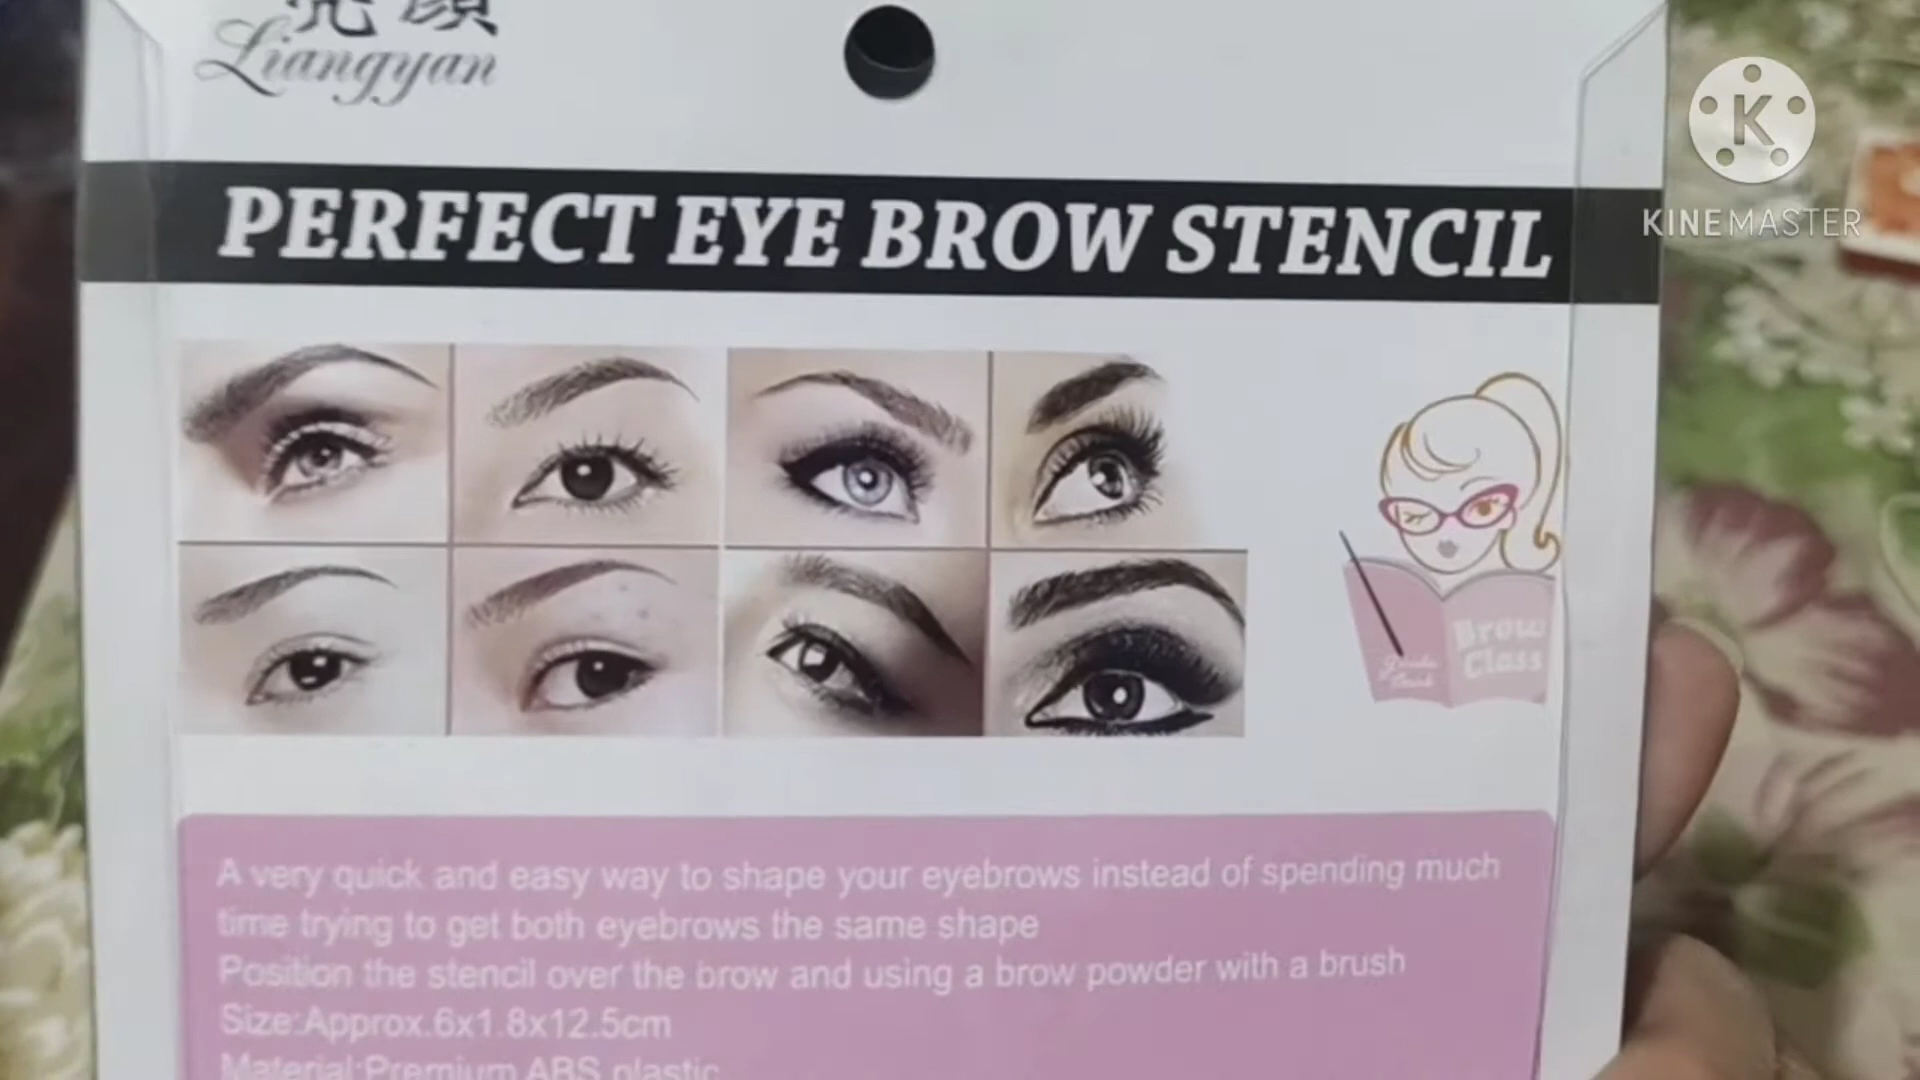 亮颜
Liangyan
KINEMASTER
PERFECT EYE BROW STENCIL
Brow
Class
A very quick and easy way to shape your eyebrows instead of spending much
time trying to get both eyebrows the same shape
Position the stencil over the brow and using a brow powder with a brush
Size:Approx.6x1.8x12.5cm
Material:Premium ABS plastic